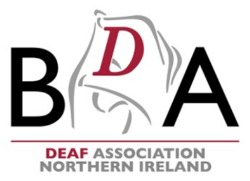 BDA
DEAF ASSOCIATION
NORTHERN IRELAND